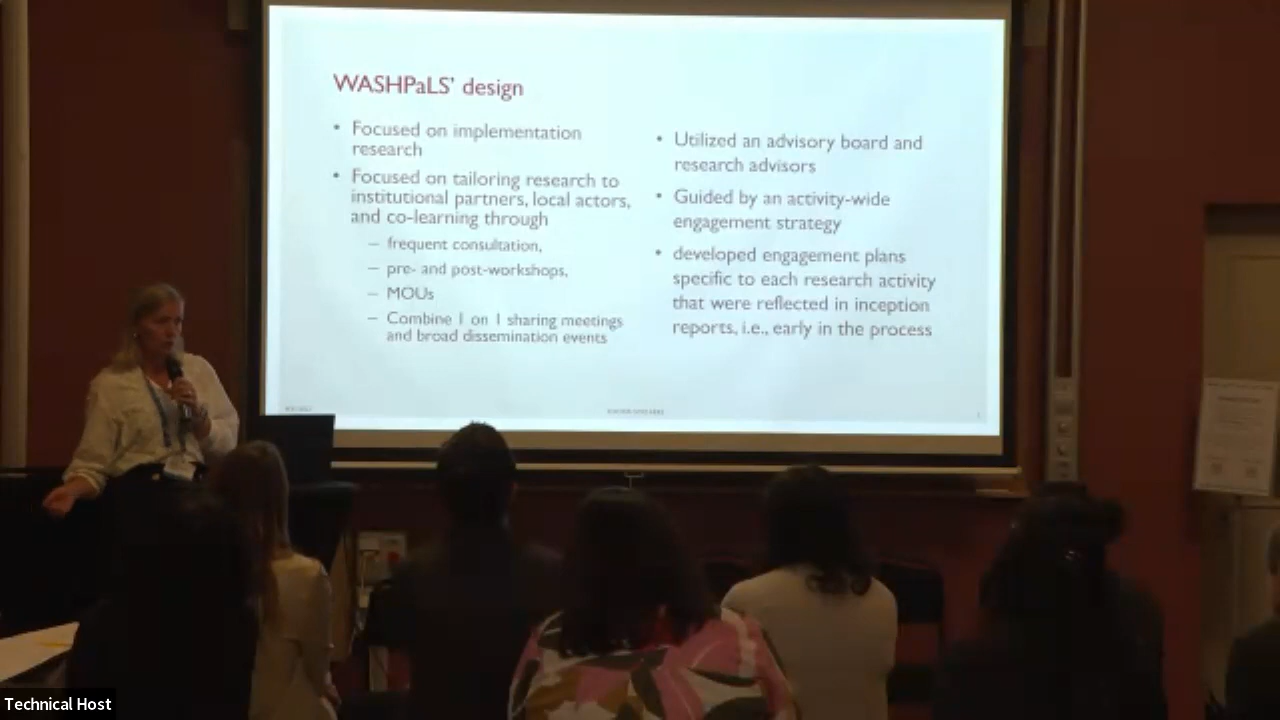 WASHPaLS' design
• Focused on implementation
research
• Focused on tailoring research to
institutional partners, local actors,
and co-learning through
– frequent consultation,
– pre- and post-workshops,
– MOUs
– Combine 1 on 1 sharing meetings
and broad dissemination events
• Utilized an advisory board and
research advisors
• Guided by an activity-wide
engagement strategy
• developed engagement plans
specific to each research activity
that were reflected in inception
reports, i.e., early in the process
Technical Host